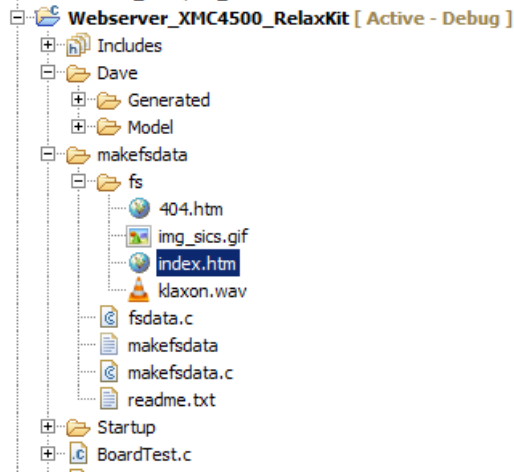 Webserver_XMC4500_RelaxKit [ Active - Debug ]
Includes
Dave
Generated
Model
makefsdata
fs
404.htm
img_sics.gif
index.htm
klaxon.wav
fsdata.c
makefsdata
makefsdata.c
readme.txt
Startup
BoardTest.c